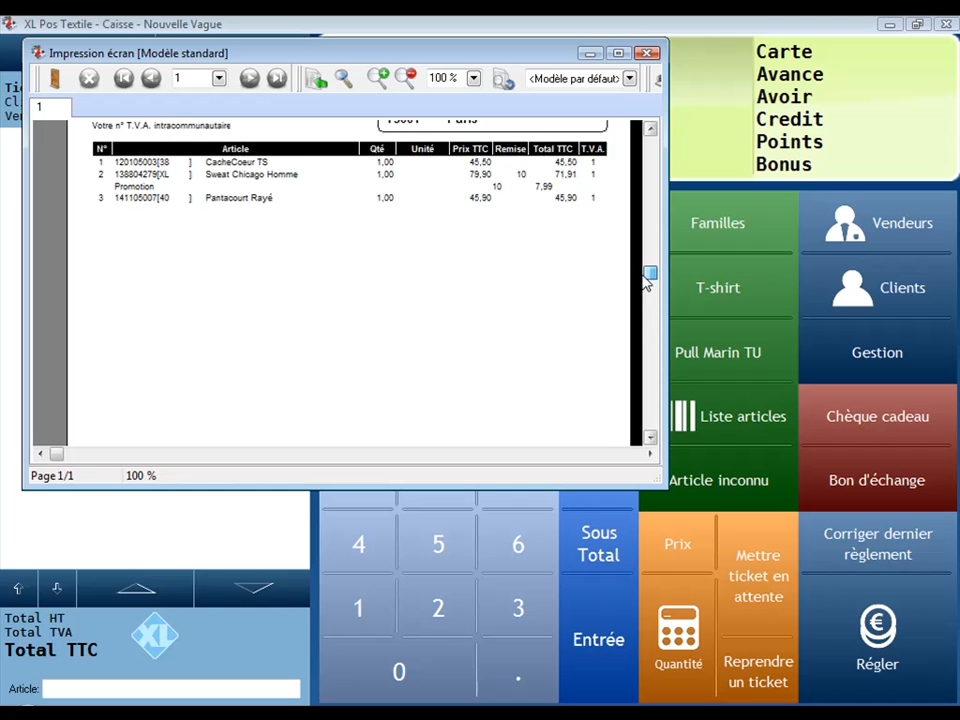 XL Pos Textile - Caisse - Nouvelle Vague
Impression écran [Modèle standard]
1
100 %
<Modèle par défaut>
1
Votre n° T.V.A. intracommunautaire
N° Article Qté Unité Prix TTC Remise Total TTC T.V.A.
1 120105003[38 ] CacheCoeur TS 1,00 45,50 45,50 1
2 138804279[XL ] Sweat Chicago Homme 1,00 79,90 10 71,91 1
Promotion 10 7,99
3 141105007[40 ] Pantacourt Rayé 1,00 45,90 45,90 1
Page 1/1 100 %
Carte
Avance
Avoir
Credit
Points
Bonus
Familles
Vendeurs
T-shirt
Clients
Pull Marin TU
Gestion
Liste articles
Chèque cadeau
Article inconnu
Bon d'échange
4 5 6
Sous
Total
Prix
Mettre
ticket en
attente
Corriger dernier
règlement
1 2 3
Entrée
Quantité
Reprendre
un ticket
Régler
0 .
Total HT
Total TVA
Total TTC
XL
Article: